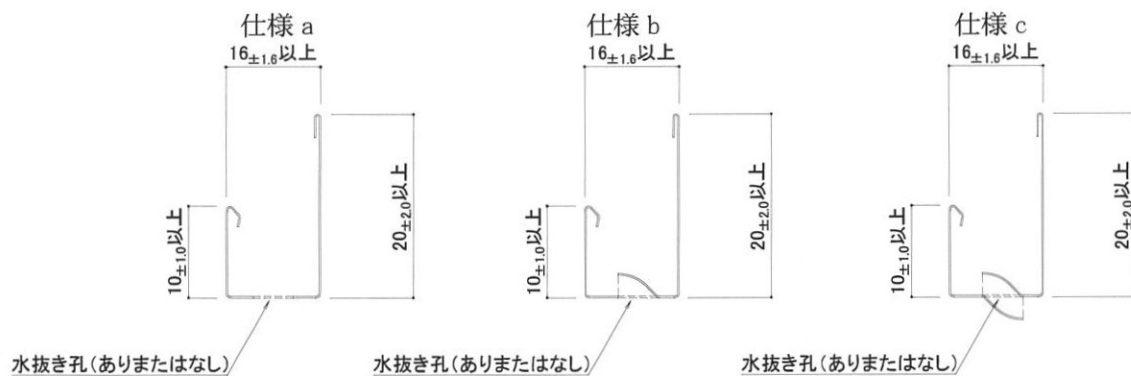 仕様 a
16±1.6以上
10±1.0以上
20±2.0以上
水抜き孔(ありまたはなし)
仕様 b
16±1.6以上
10±1.0以上
20±2.0以上
水抜き孔(ありまたはなし)
仕様 c
16±1.6以上
10±1.0以上
20±2.0以上
水抜き孔(ありまたはなし)